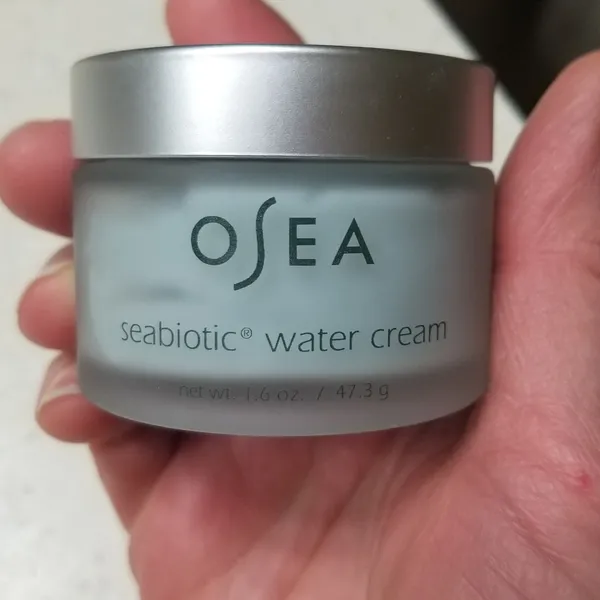 OSEA
seabiotic® water cream
net wt. 1.6 oz. / 47.3 g